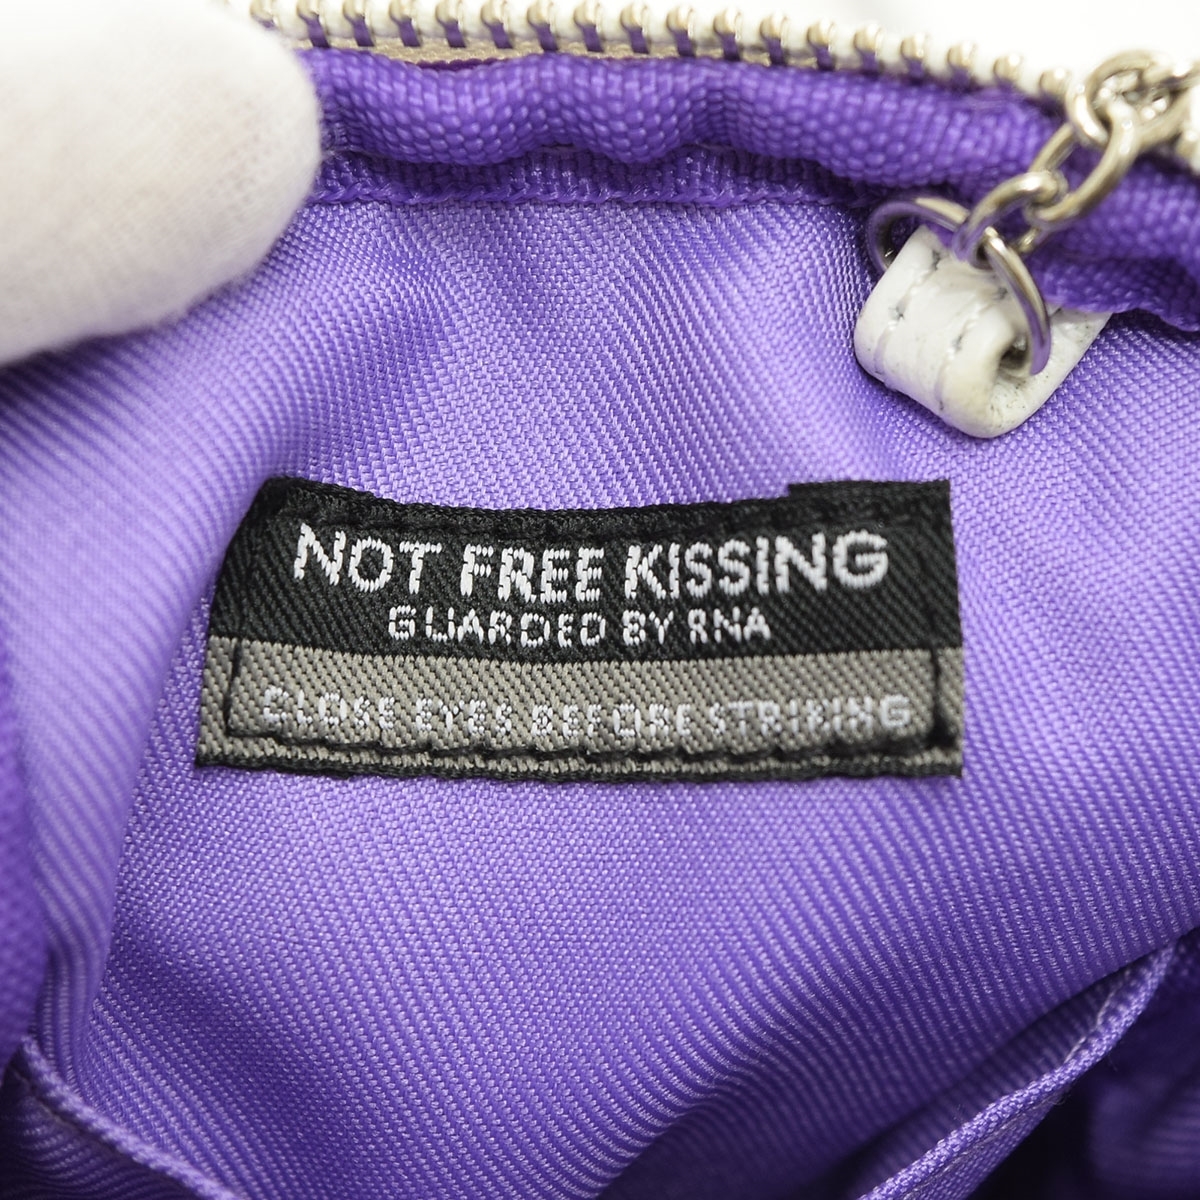 NOT FREE KISSING
GUARDED BY RNA
CLOSE EYES BEFORE STRIKING